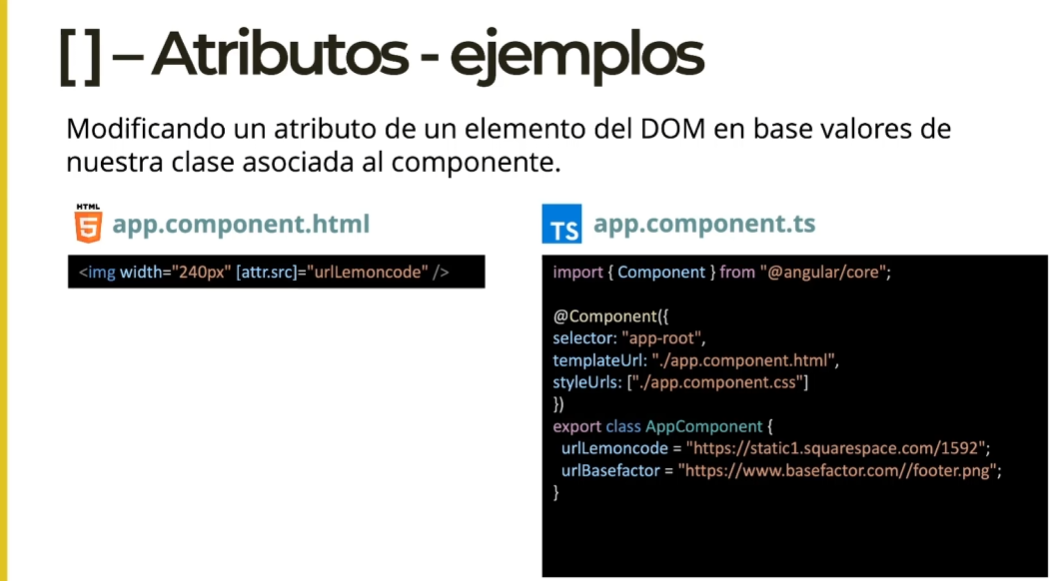 [ ] – Atributos - ejemplos
Modificando un atributo de un elemento del DOM en base valores de
nuestra clase asociada al componente.
HTML
5
app.component.html
<img width="240px" [attr.src]="urlLemoncode" />
TS
app.component.ts
import { Component } from "@angular/core";
@Component({
selector: "app-root",
templateUrl: "./app.component.html",
styleUrls: ["./app.component.css"]
})
export class AppComponent {
urlLemoncode = "https://static1.squarespace.com/1592";
urlBasefactor = "https://www.basefactor.com//footer.png";
}